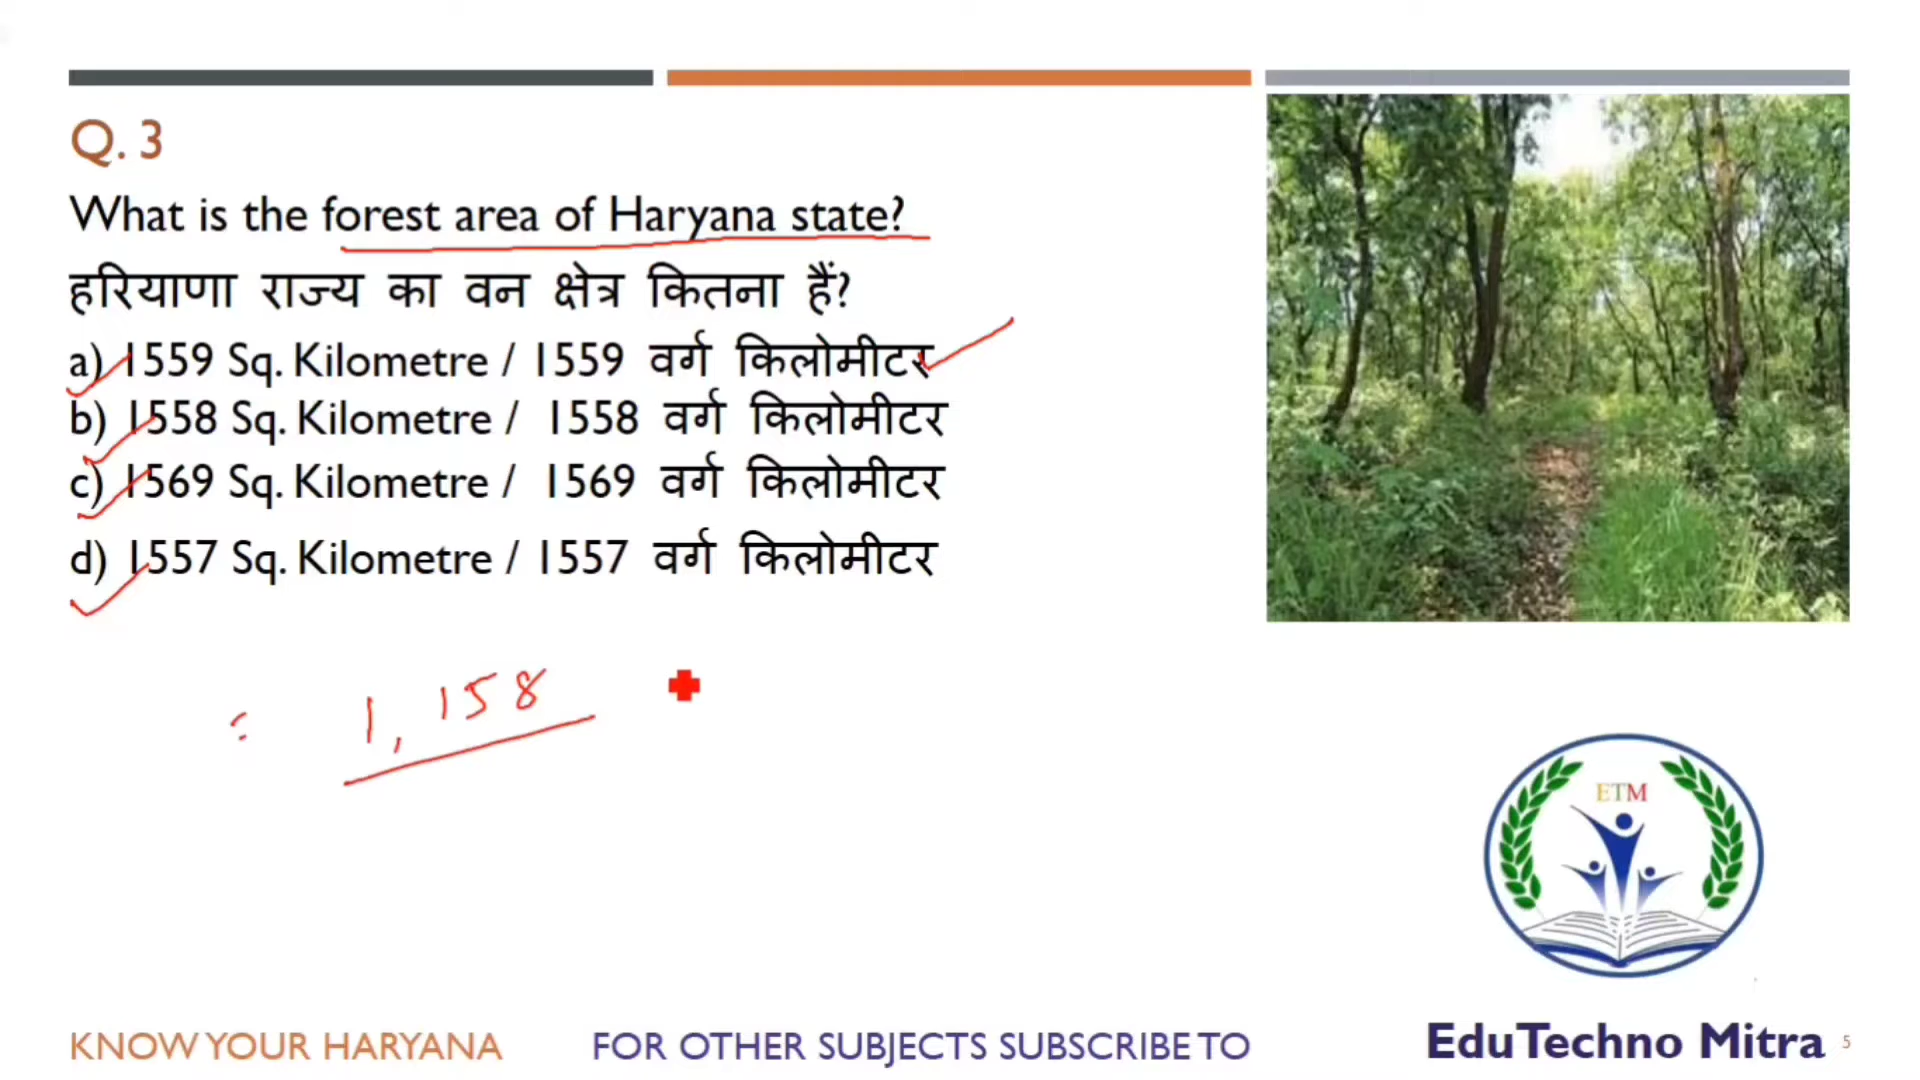 Q. 3
What is the forest area of Haryana state?
हरियाणा राज्य का वन क्षेत्र कितना हैं?
a) 1559 Sq. Kilometre / 1559 वर्ग किलोमीटर
b) 1558 Sq. Kilometre / 1558 वर्ग किलोमीटर
c) 1569 Sq. Kilometre / 1569 वर्ग किलोमीटर
d) 1557 Sq. Kilometre / 1557 वर्ग किलोमीटर
= 1,158
ETM
KNOW YOUR HARYANA FOR OTHER SUBJECTS SUBSCRIBE TO EduTechno Mitra 5